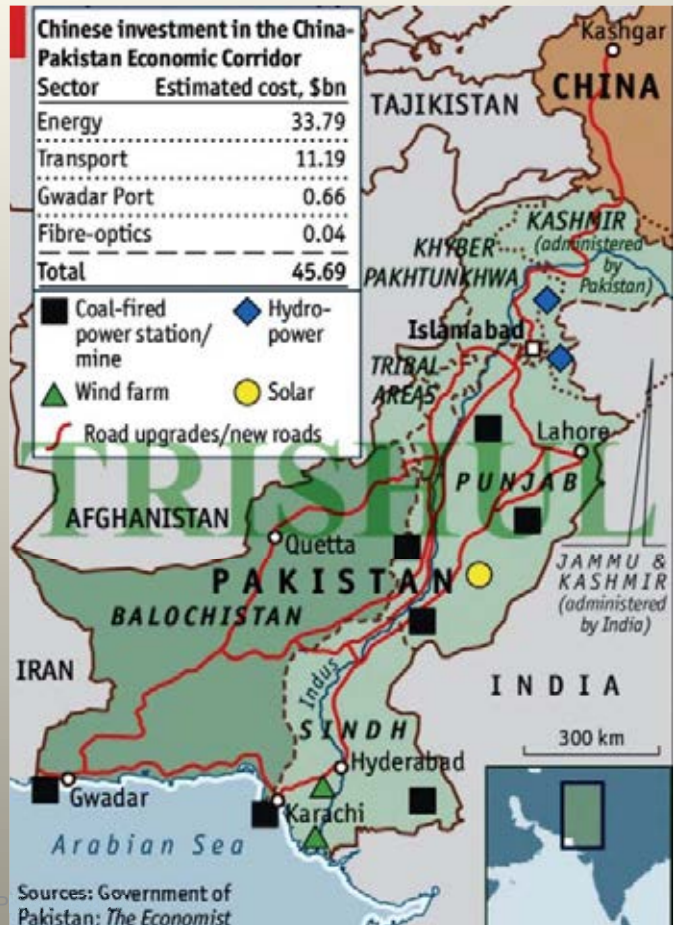 Chinese investment in the China-
Pakistan Economic Corridor
Sector Estimated cost, $bn
Energy 33.79
Transport 11.19
Gwadar Port 0.66
Fibre-optics 0.04
Total 45.69
Coal-fired
power station/
mine
Hydro-
power
Wind farm
Solar
Road upgrades/new roads
Kashgar
CHINA
TAJIKISTAN
KASHMIR
(administered
by
Pakistan)
KHYBER
PAKHTUNKHWA
Islamabad
TRIBAL
AREAS
Lahore
TRISHUL
PUNJAB
AFGHANISTAN
Quetta
PAKISTAN
JAMMU &
KASHMIR
(administered
by India)
BALOCHISTAN
IRAN
Indus
INDIA
SINDH
300 km
Hyderabad
Gwadar
Karachi
Arabian Sea
Sources: Government of
Pakistan; The Economist